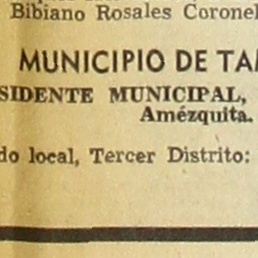 Bibiano Rosales Coronel
MUNICIPIO DE TA
SIDENTE MUNICIPAL,
Amézquita.
do local, Tercer Distrito: